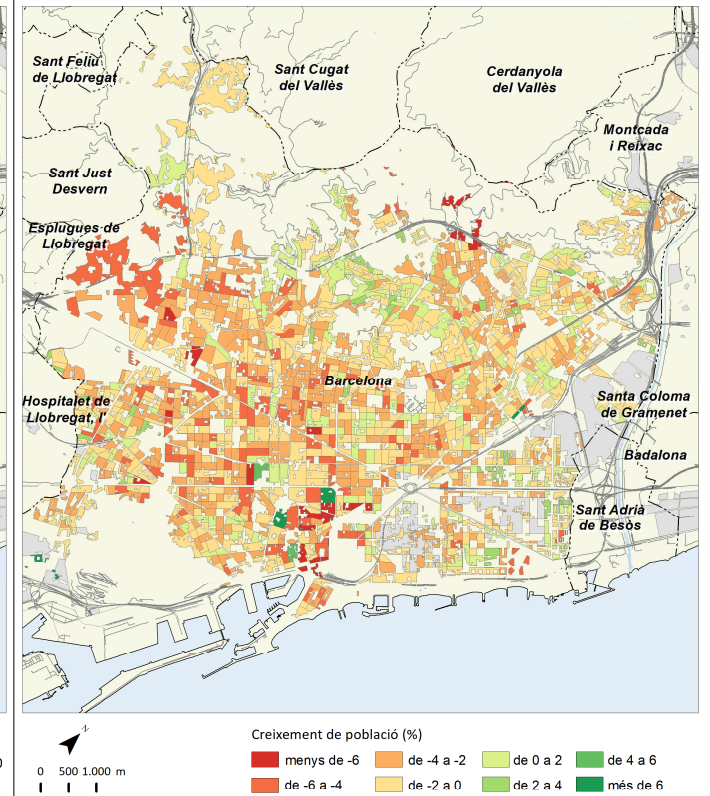 Sant Feliu
de Llobregat
Sant Cugat
del Vallès
Cerdanyola
del Vallès
Montcada
i Reixac
Sant Just
Desvern
Esplugues de
Llobregat
Barcelona
Hospitalet de
Llobregat, l'
Santa Coloma
de Gramenet
Badalona
Sant Adrià
de Besòs
N
Creixement de població (%)
menys de -6
de -4 a -2
de 0 a 2
de 4 a 6
0 500 1.000 m
de -6 a -4
de -2 a 0
de 2 a 4
més de 6